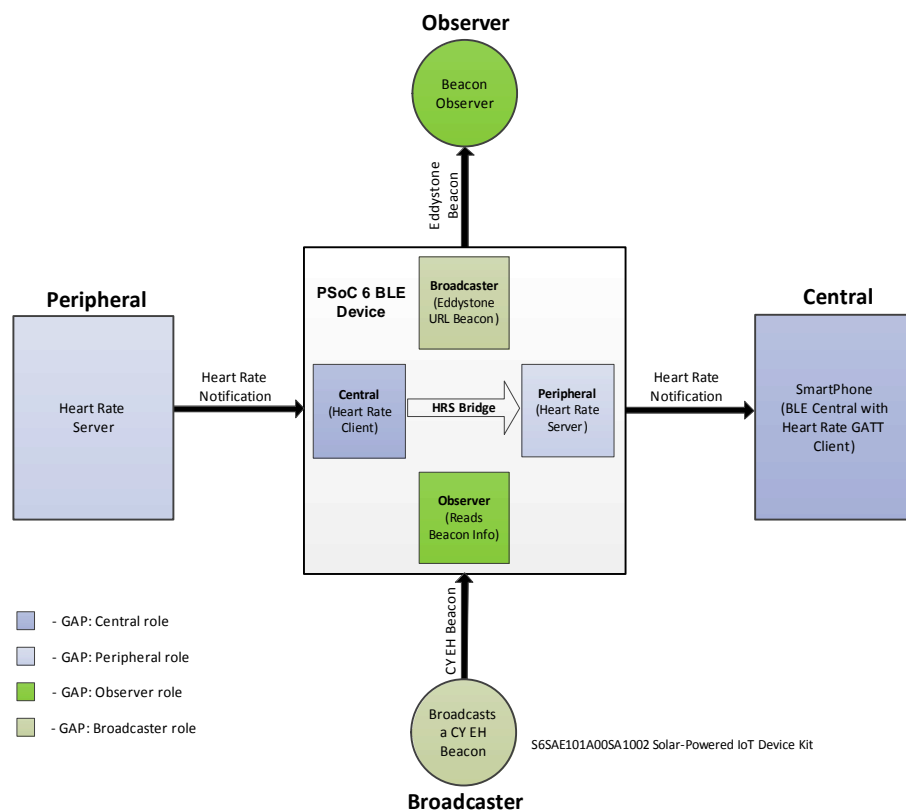 Observer
Beacon
Observer
Eddystone
Beacon
PSoC 6 BLE
Device
Broadcaster
(Eddystone
URL Beacon)
Peripheral
Heart Rate
Server
Heart Rate
Notification
Central
(Heart Rate
Client)
HRS Bridge
Peripheral
(Heart Rate
Server)
Heart Rate
Notification
Central
SmartPhone
(BLE Central with
Heart Rate GATT
Client)
Observer
(Reads
Beacon Info)
CY EH Beacon
- GAP: Central role
- GAP: Peripheral role
- GAP: Observer role
- GAP: Broadcaster role
Broadcasts
a CY EH
Beacon
S6SAE101A00SA1002 Solar-Powered IoT Device Kit
Broadcaster